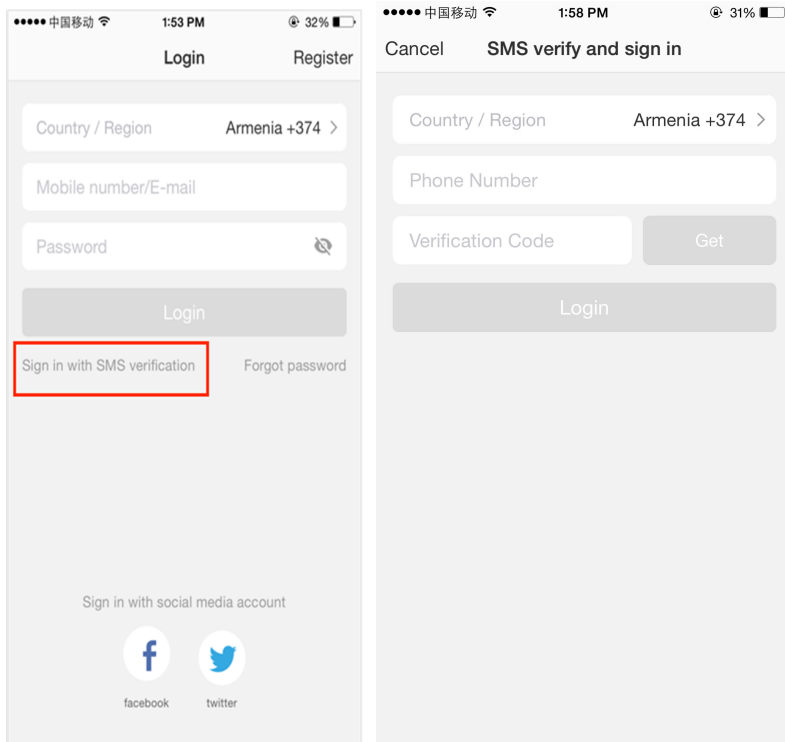 中国移动 1:53 PM 32%
Login Register
Country / Region Armenia +374
Mobile number/E-mail
Password
Login
Sign in with SMS verification Forgot password
Sign in with social media account
facebook twitter
中国移动 1:58 PM 31%
Cancel SMS verify and sign in
Country / Region Armenia +374
Phone Number
Verification Code Get
Login